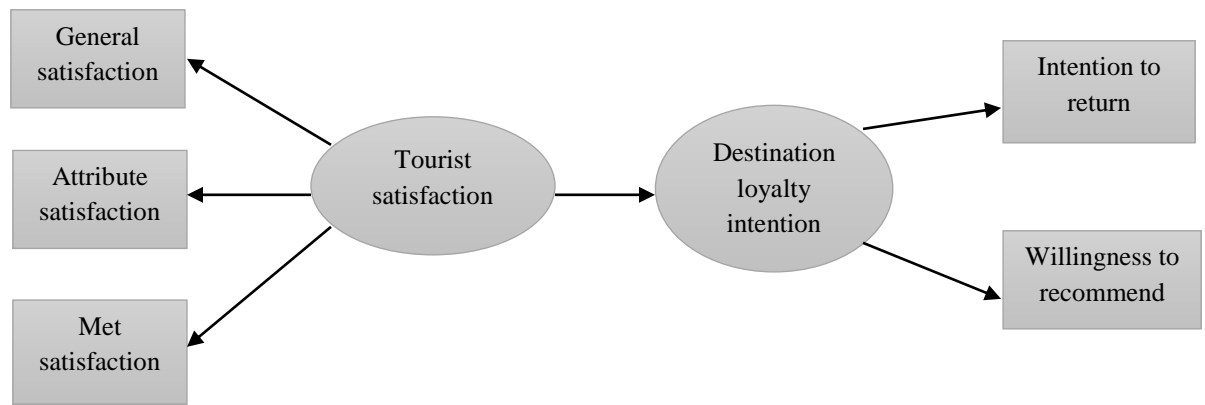 General
satisfaction
Attribute
satisfaction
Met
satisfaction
Tourist
satisfaction
Destination
loyalty
intention
Intention to
return
Willingness to
recommend